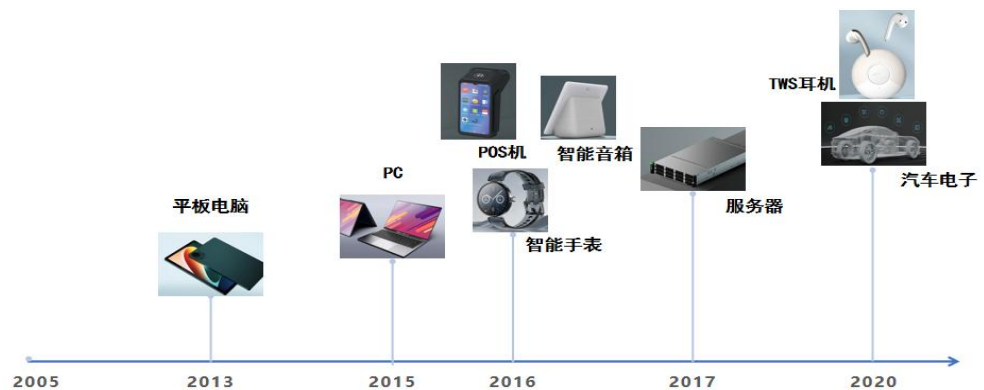 TWS耳机
POS机
智能音箱
PC
汽车电子
平板电脑
服务器
智能手表
2005
2013
2015
2016
2017
2020